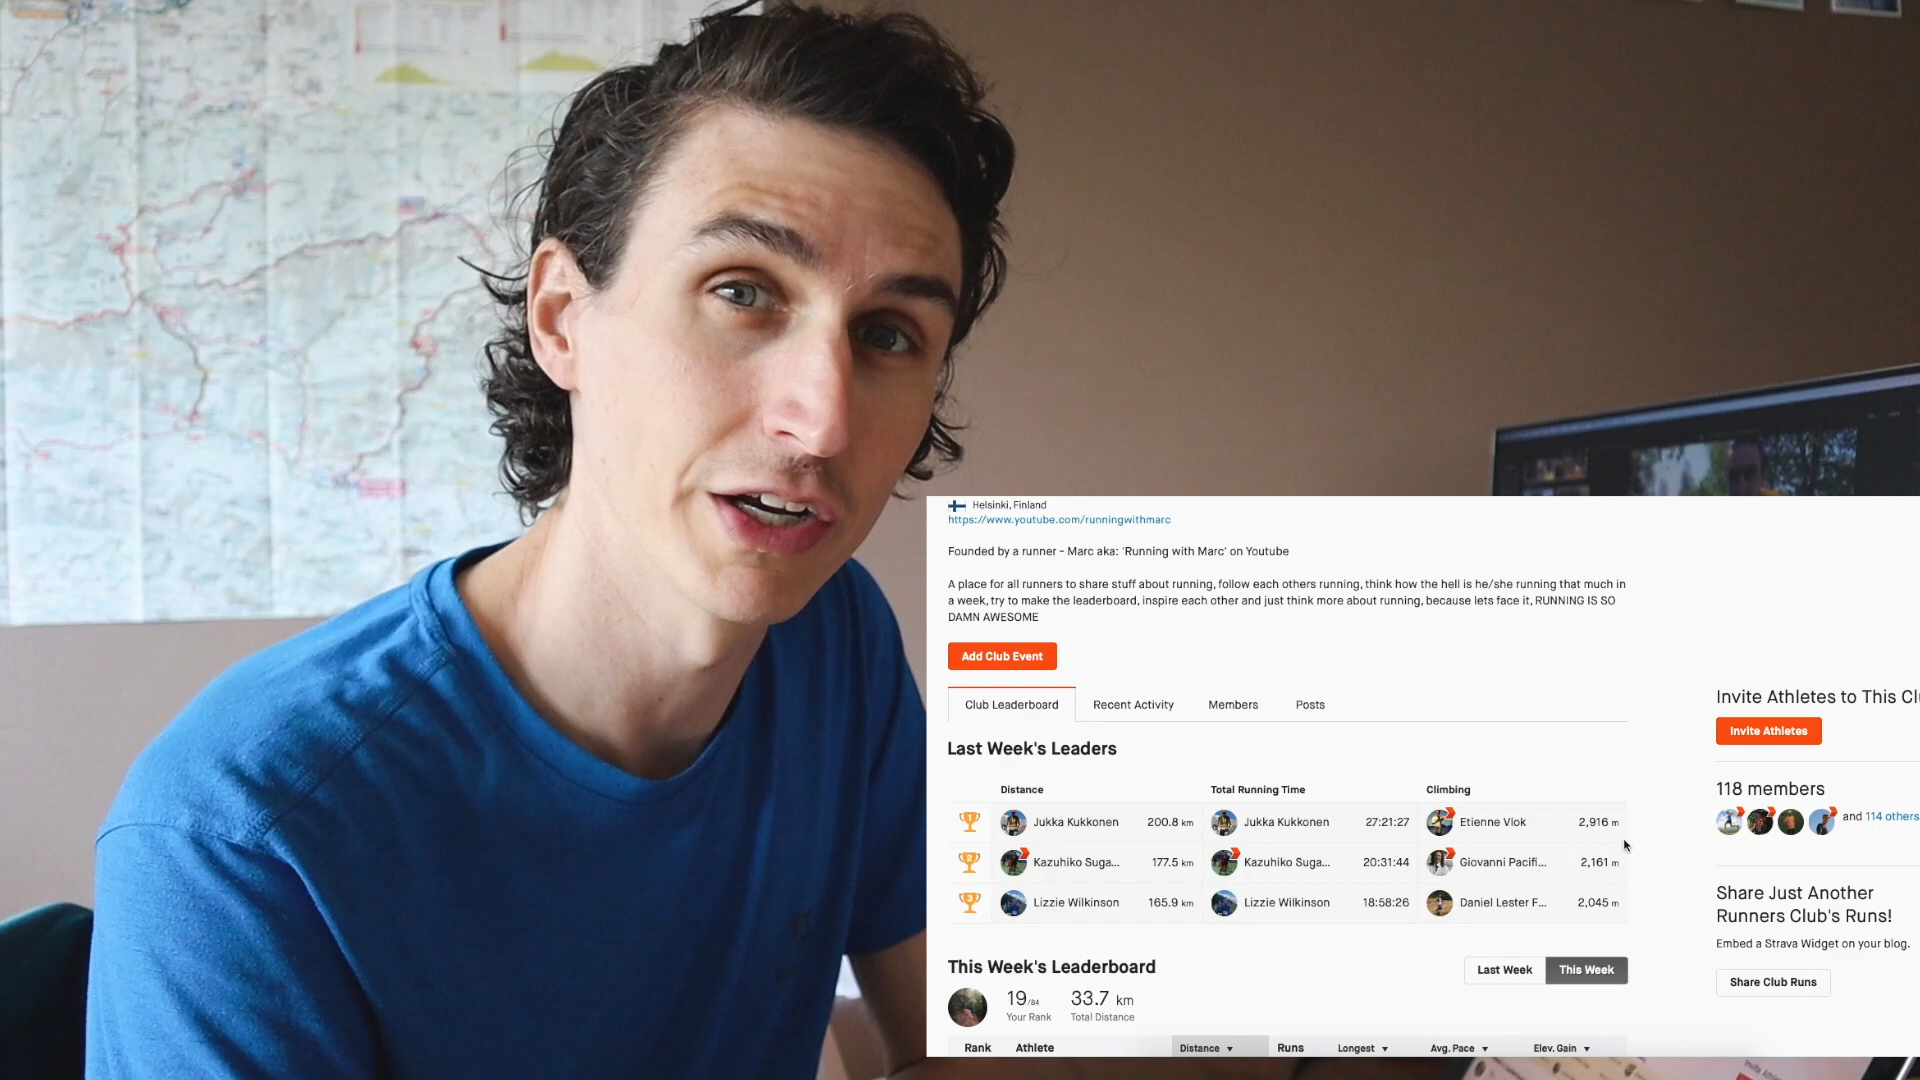 Helsinki, Finland
https://www.youtube.com/runningwithmarc
Founded by a runner - Marc aka: 'Running with Marc' on Youtube
A place for all runners to share stuff about running, follow each others running, think how the hell is he/she running that much in
a week, try to make the leaderboard, inspire each other and just think more about running, because lets face it, RUNNING IS SO
DAMN AWESOME
Add Club Event
Club Leaderboard Recent Activity Members Posts
Last Week's Leaders
Distance Total Running Time Climbing
1 Jukka Kukkonen 200.8 km Jukka Kukkonen 27:21:27 Etienne Vlok 2,916 m
2 Kazuhiko Suga... 177.5 km Kazuhiko Suga... 20:31:44 Giovanni Pacifi... 2,161 m
3 Lizzie Wilkinson 165.9 km Lizzie Wilkinson 18:58:26 Daniel Lester F... 2,045 m
This Week's Leaderboard
Last Week This Week
19/84 33.7 km
Your Rank Total Distance
Rank Athlete Distance Runs Longest Avg. Pace Elev. Gain
Invite Athletes to This Cl
Invite Athletes
118 members
and 114 others
Share Just Another
Runners Club's Runs!
Embed a Strava Widget on your blog.
Share Club Runs